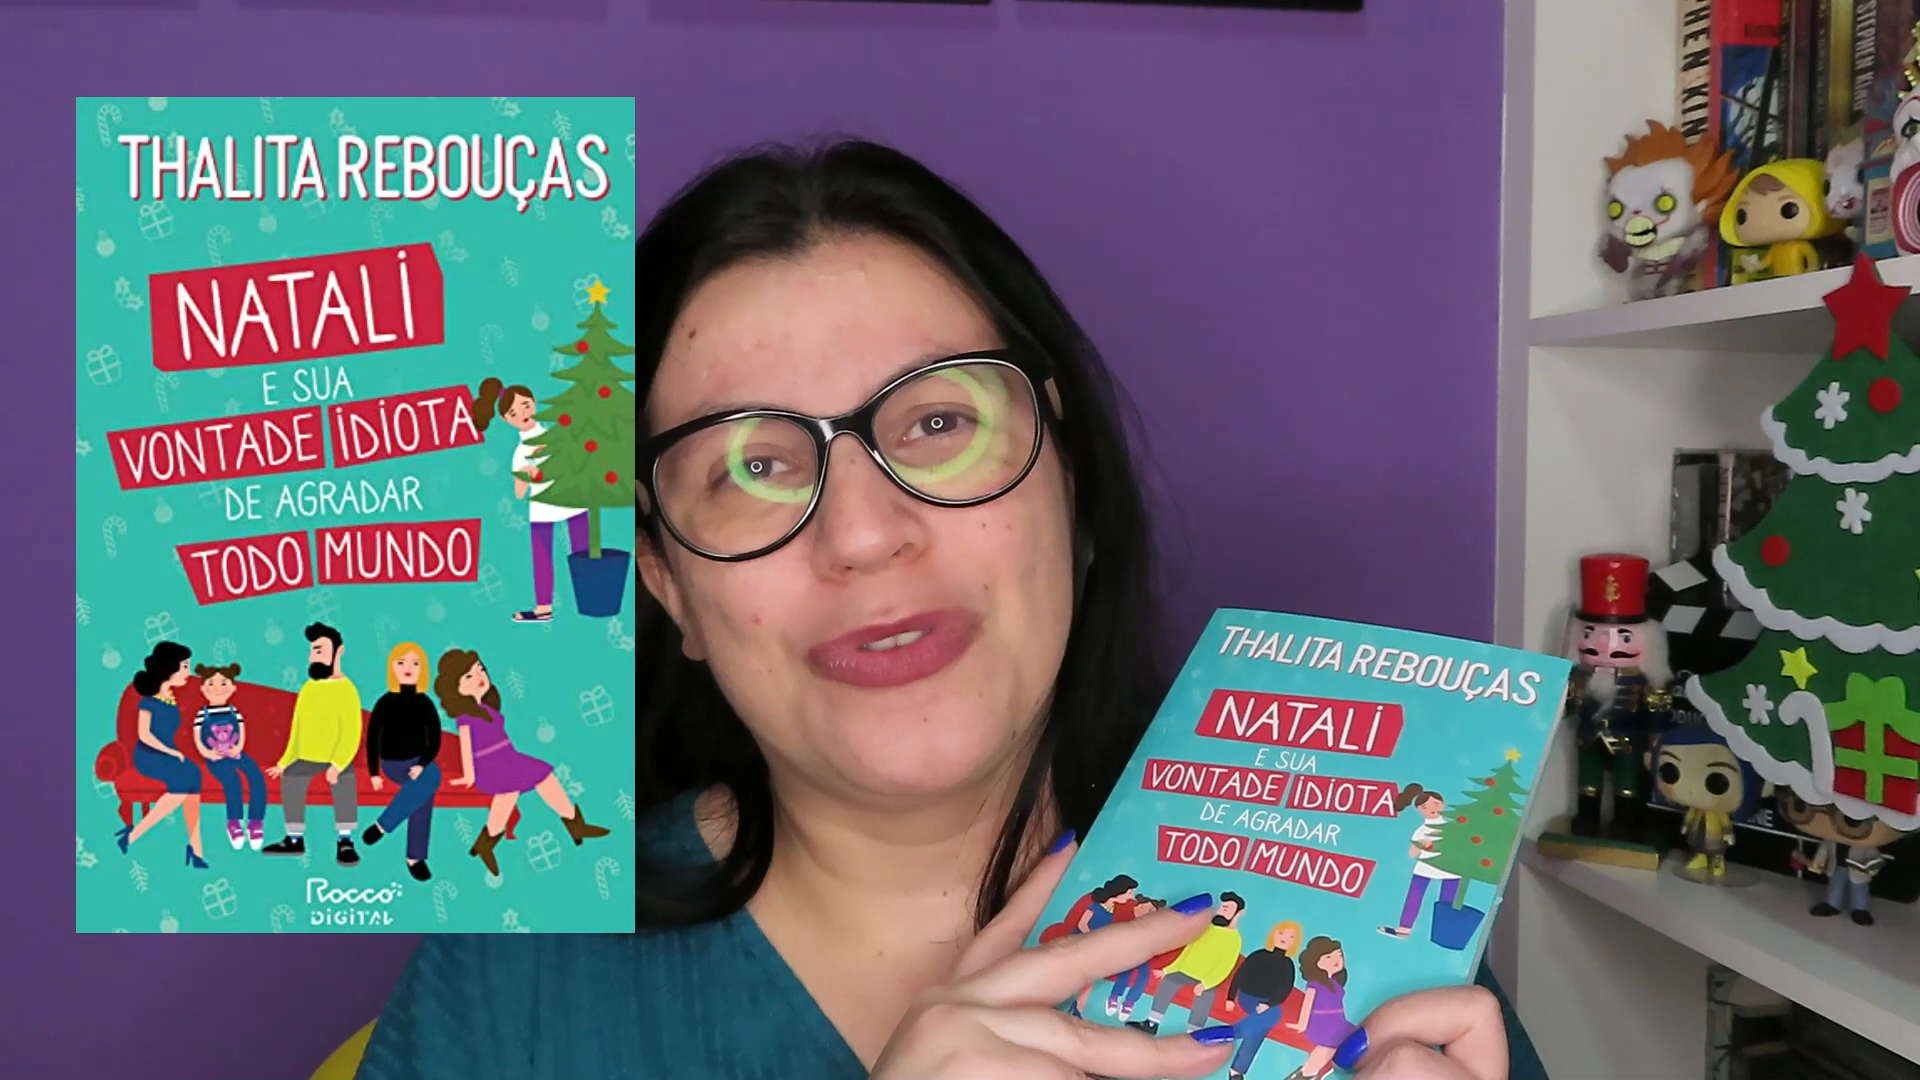 THALITA REBOUÇAS
NATALI
E SUA
VONTADE IDIOTA
DE AGRADAR
TODO MUNDO
Rocco
DIGITAL
THALITA REBOUÇAS
NATALI
E SUA
VONTADE IDIOTA
DE AGRADAR
TODO MUNDO
STEPHEN KING